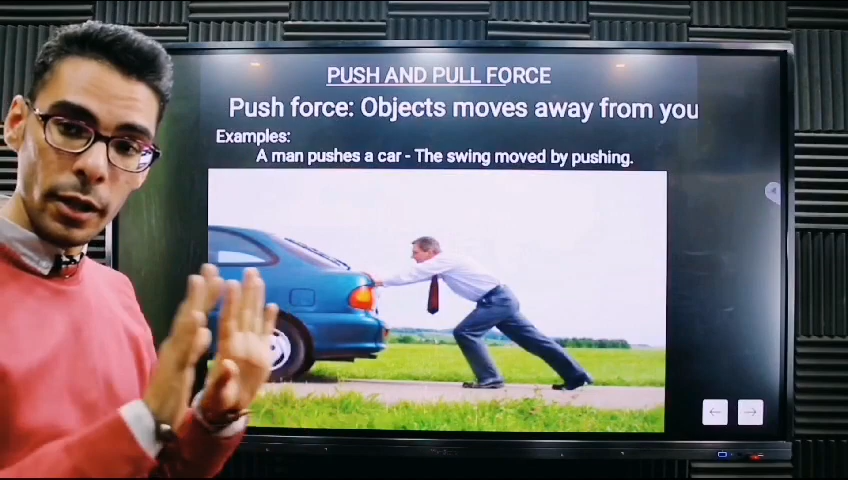 PUSH AND PULL FORCE
Push force: Objects moves away from you
Examples:
A man pushes a car - The swing moved by pushing.